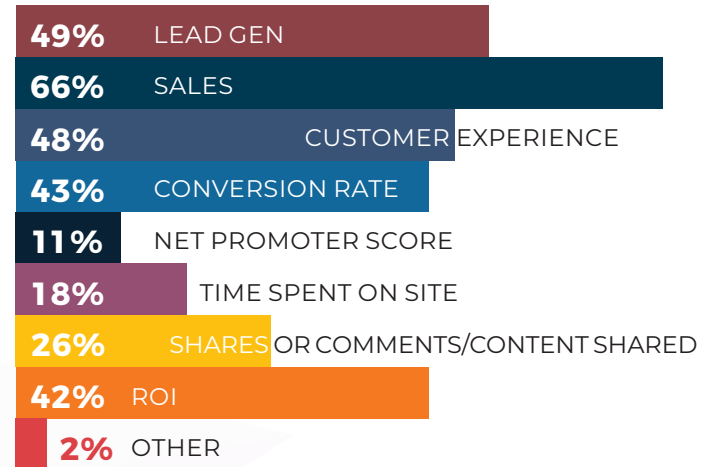 49% LEAD GEN
66% SALES
48% CUSTOMER EXPERIENCE
43% CONVERSION RATE
11% NET PROMOTER SCORE
18% TIME SPENT ON SITE
26% SHARES OR COMMENTS/CONTENT SHARED
42% ROI
2% OTHER